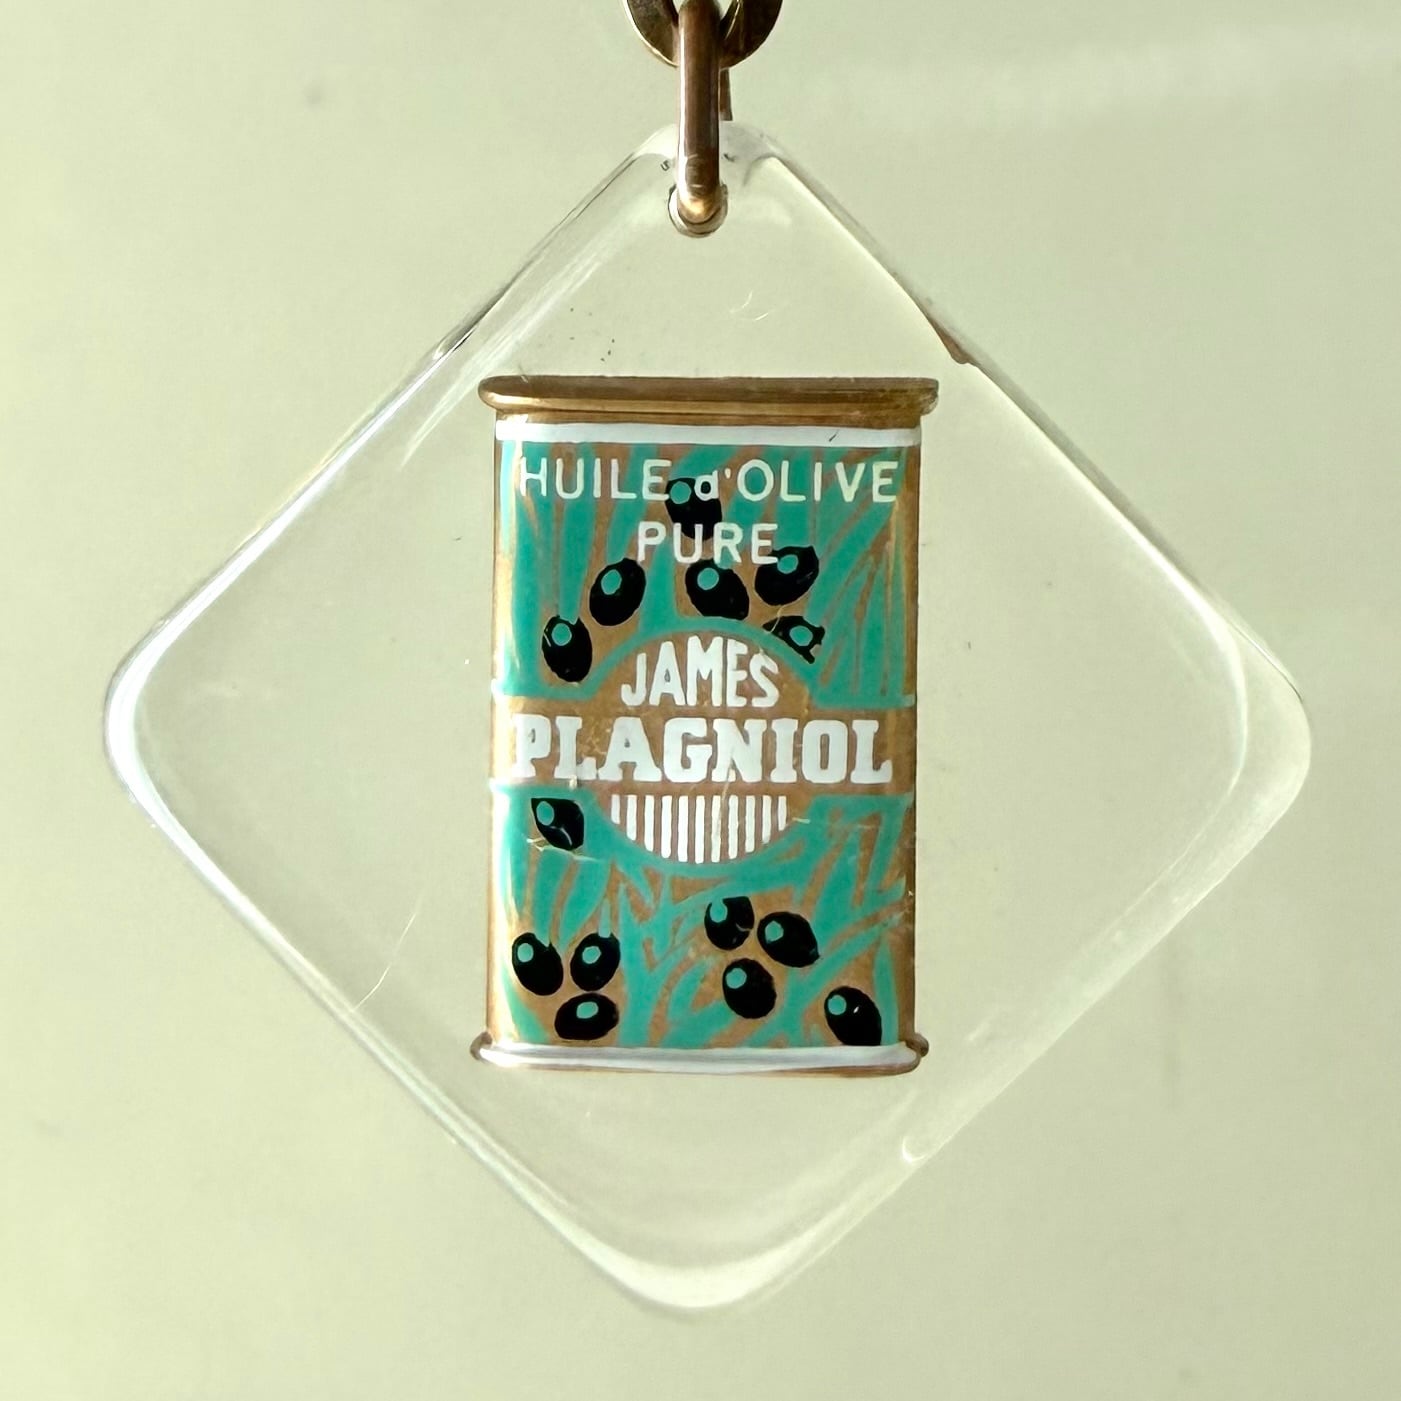 HUILE d'OLIVE
PURE
JAMES
PLAGNIOL